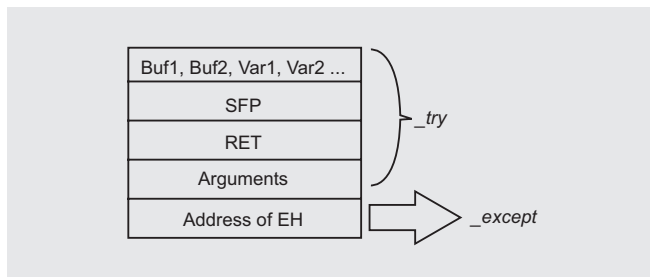 Buf1, Buf2, Var1, Var2 ...
SFP
RET
Arguments
Address of EH
_try
_except